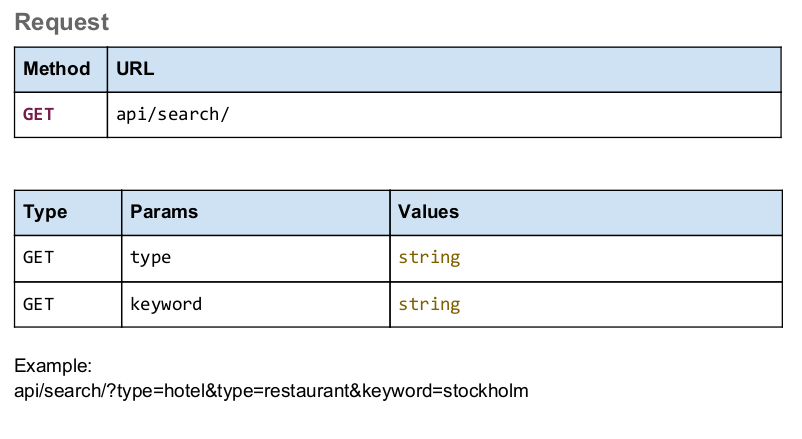 Request
Method URL
GET api/search/
Type Params Values
GET type string
GET keyword string
Example:
api/search/?type=hotel&type=restaurant&keyword=stockholm